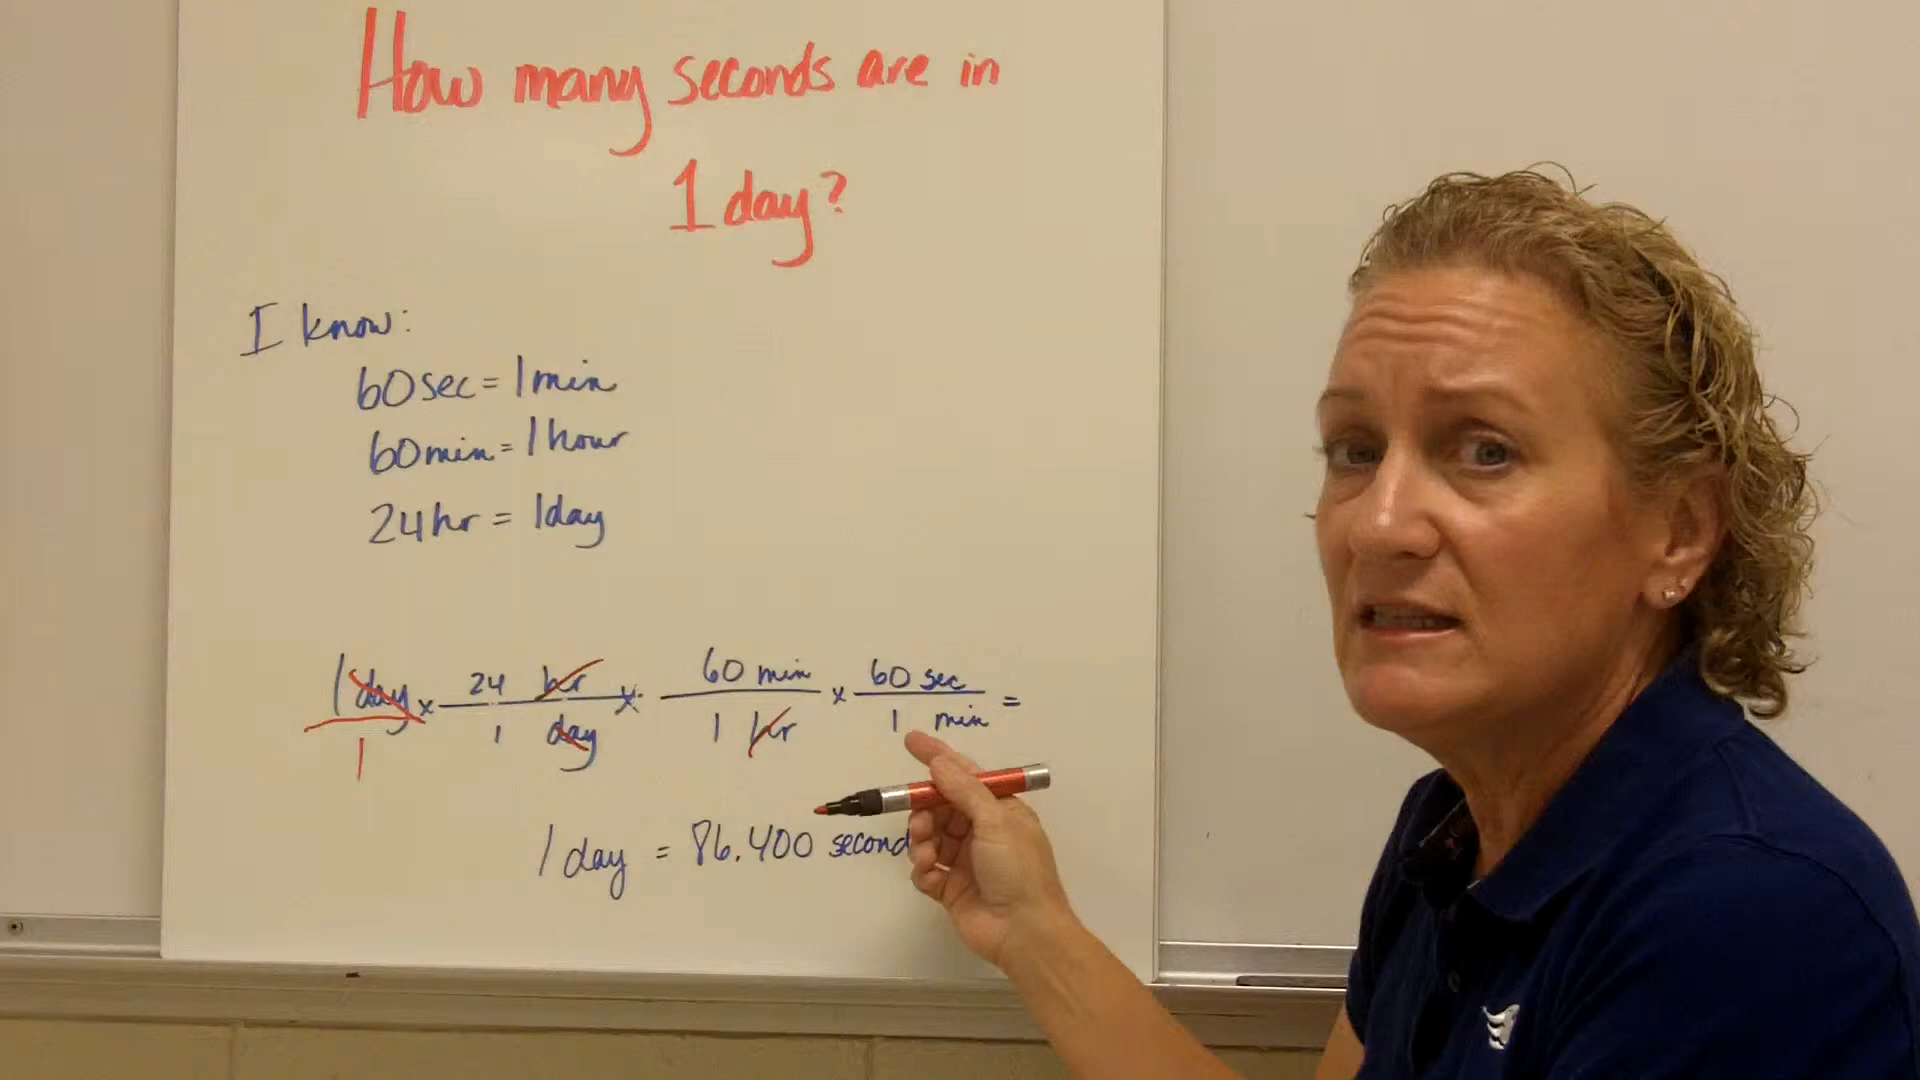 How many seconds are in
1 day?
I know:
60 sec = 1 min
60 min = 1 hour
24 hr = 1 day
1 day/1 × 24 hr/1 day × 60 min/1 hr × 60 sec/1 min =
1 day = 86.400 second